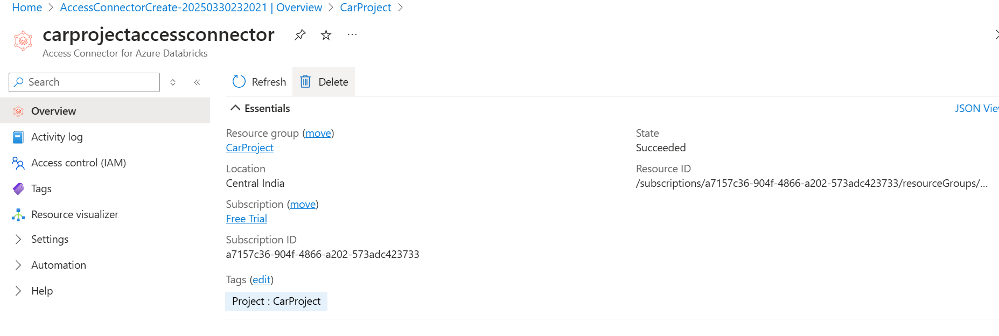 Home > AccessConnectorCreate-20250330232021 | Overview > CarProject >
carprojectaccessconnector
Access Connector for Azure Databricks
Search
Overview
Activity log
Access control (IAM)
Tags
Resource visualizer
Settings
Automation
Help
Refresh
Delete
Essentials
JSON Vie
Resource group (move)
CarProject
Location
Central India
Subscription (move)
Free Trial
Subscription ID
a7157c36-904f-4866-a202-573adc423733
State
Succeeded
Resource ID
/subscriptions/a7157c36-904f-4866-a202-573adc423733/resourceGroups/...
Tags (edit)
Project : CarProject